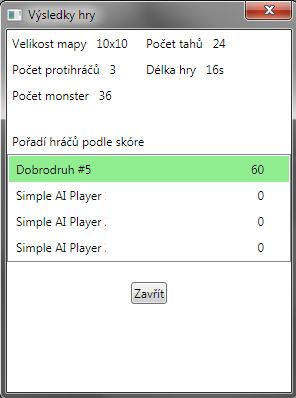 Výsledky hry
Velikost mapy 10x10 Počet tahů 24
Počet protihráčů 3 Délka hry 16s
Počet monster 36
Pořadí hráčů podle skóre
Dobrodruh #5 60
Simple AI Player 0
Simple AI Player 0
Simple AI Player 0
Zavřít